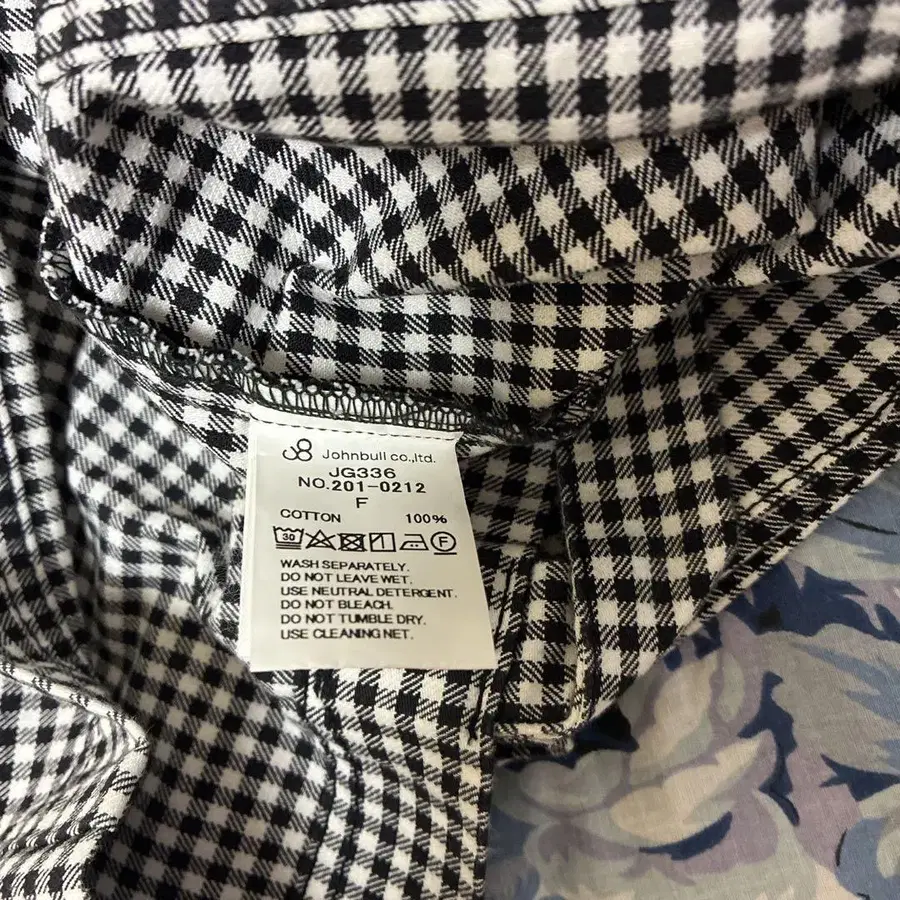 Johnbull co.,ltd.
JG336
NO.201-0212
F
COTTON 100%
30 F
WASH SEPARATELY.
DO NOT LEAVE WET.
USE NEUTRAL DETERGENT.
DO NOT BLEACH.
DO NOT TUMBLE DRY.
USE CLEANING NET.